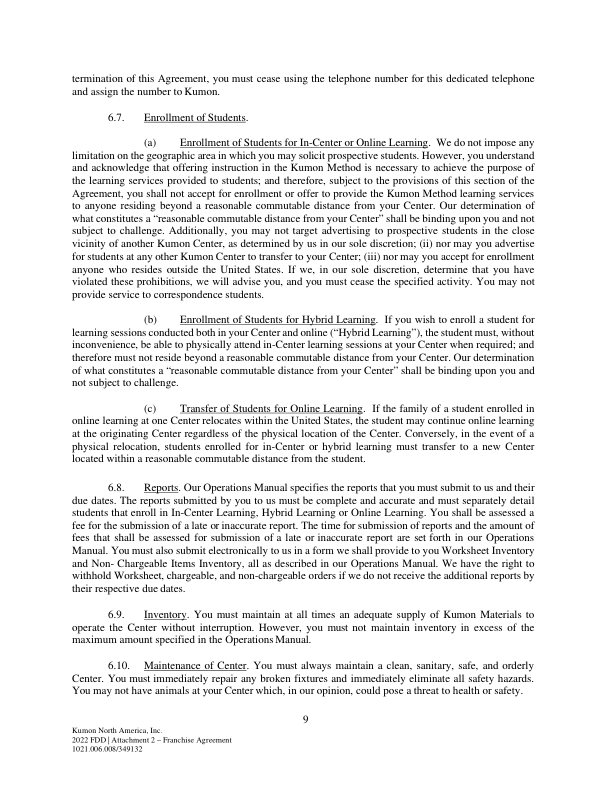 termination of this Agreement, you must cease using the telephone number for this dedicated telephone
and assign the number to Kumon.
6.7. Enrollment of Students.
(a) Enrollment of Students for In-Center or Online Learning. We do not impose any
limitation on the geographic area in which you may solicit prospective students. However, you understand
and acknowledge that offering instruction in the Kumon Method is necessary to achieve the purpose of
the learning services provided to students; and therefore, subject to the provisions of this section of the
Agreement, you shall not accept for enrollment or offer to provide the Kumon Method learning services
to anyone residing beyond a reasonable commutable distance from your Center. Our determination of
what constitutes a “reasonable commutable distance from your Center” shall be binding upon you and not
subject to challenge. Additionally, you may not target advertising to prospective students in the close
vicinity of another Kumon Center, as determined by us in our sole discretion; (ii) nor may you advertise
for students at any other Kumon Center to transfer to your Center; (iii) nor may you accept for enrollment
anyone who resides outside the United States. If we, in our sole discretion, determine that you have
violated these prohibitions, we will advise you, and you must cease the specified activity. You may not
provide service to correspondence students.
(b) Enrollment of Students for Hybrid Learning. If you wish to enroll a student for
learning sessions conducted both in your Center and online (“Hybrid Learning”), the student must, without
inconvenience, be able to physically attend in-Center learning sessions at your Center when required; and
therefore must not reside beyond a reasonable commutable distance from your Center. Our determination
of what constitutes a “reasonable commutable distance from your Center” shall be binding upon you and
not subject to challenge.
(c) Transfer of Students for Online Learning. If the family of a student enrolled in
online learning at one Center relocates within the United States, the student may continue online learning
at the originating Center regardless of the physical location of the Center. Conversely, in the event of a
physical relocation, students enrolled for in-Center or hybrid learning must transfer to a new Center
located within a reasonable commutable distance from the student.
6.8. Reports. Our Operations Manual specifies the reports that you must submit to us and their
due dates. The reports submitted by you to us must be complete and accurate and must separately detail
students that enroll in In-Center Learning, Hybrid Learning or Online Learning. You shall be assessed a
fee for the submission of a late or inaccurate report. The time for submission of reports and the amount of
fees that shall be assessed for submission of a late or inaccurate report are set forth in our Operations
Manual. You must also submit electronically to us in a form we shall provide to you Worksheet Inventory
and Non- Chargeable Items Inventory, all as described in our Operations Manual. We have the right to
withhold Worksheet, chargeable, and non-chargeable orders if we do not receive the additional reports by
their respective due dates.
6.9. Inventory. You must maintain at all times an adequate supply of Kumon Materials to
operate the Center without interruption. However, you must not maintain inventory in excess of the
maximum amount specified in the Operations Manual.
6.10. Maintenance of Center. You must always maintain a clean, sanitary, safe, and orderly
Center. You must immediately repair any broken fixtures and immediately eliminate all safety hazards.
You may not have animals at your Center which, in our opinion, could pose a threat to health or safety.
9
Kumon North America, Inc.
2022 FDD | Attachment 2 – Franchise Agreement
1021.006.008/349132